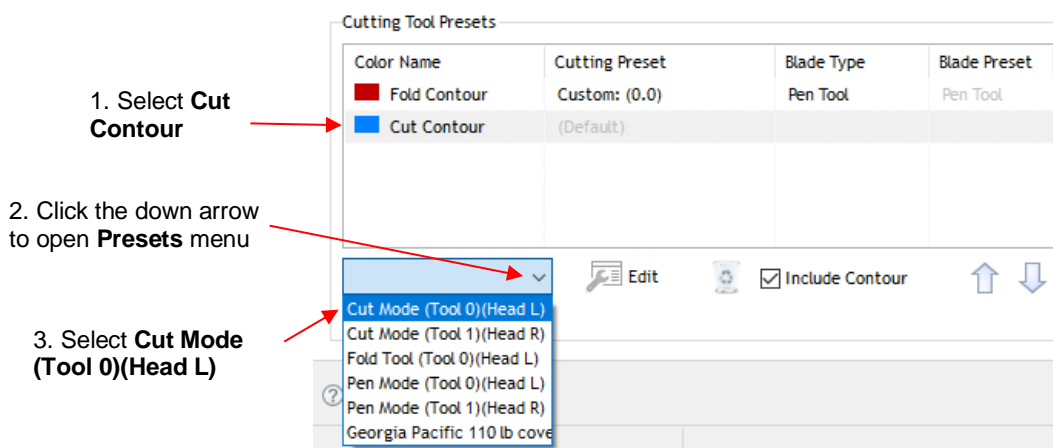 Cutting Tool Presets
Color Name Cutting Preset Blade Type Blade Preset
Fold Contour Custom: (0.0) Pen Tool Pen Tool
Cut Contour (Default)
1. Select Cut
Contour
2. Click the down arrow
to open Presets menu
Edit Include Contour
3. Select Cut Mode
(Tool 0)(Head L)
Cut Mode (Tool 0)(Head L)
Cut Mode (Tool 1)(Head R)
Fold Tool (Tool 0)(Head L)
Pen Mode (Tool 0)(Head L)
Pen Mode (Tool 1)(Head R)
Georgia Pacific 110 lb cove
?